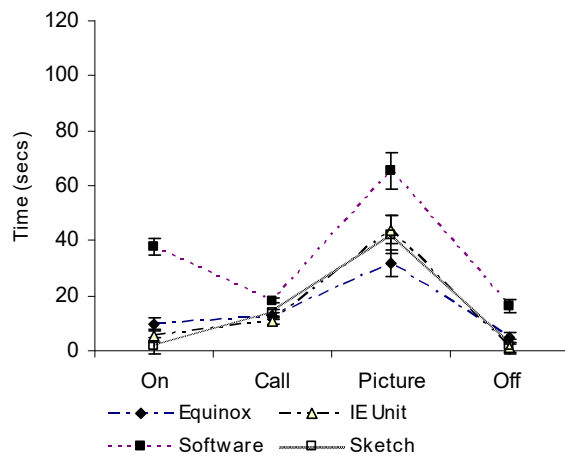 120
100
80
60
40
20
0
Time (secs)
On Call Picture Off
Equinox IE Unit
Software Sketch